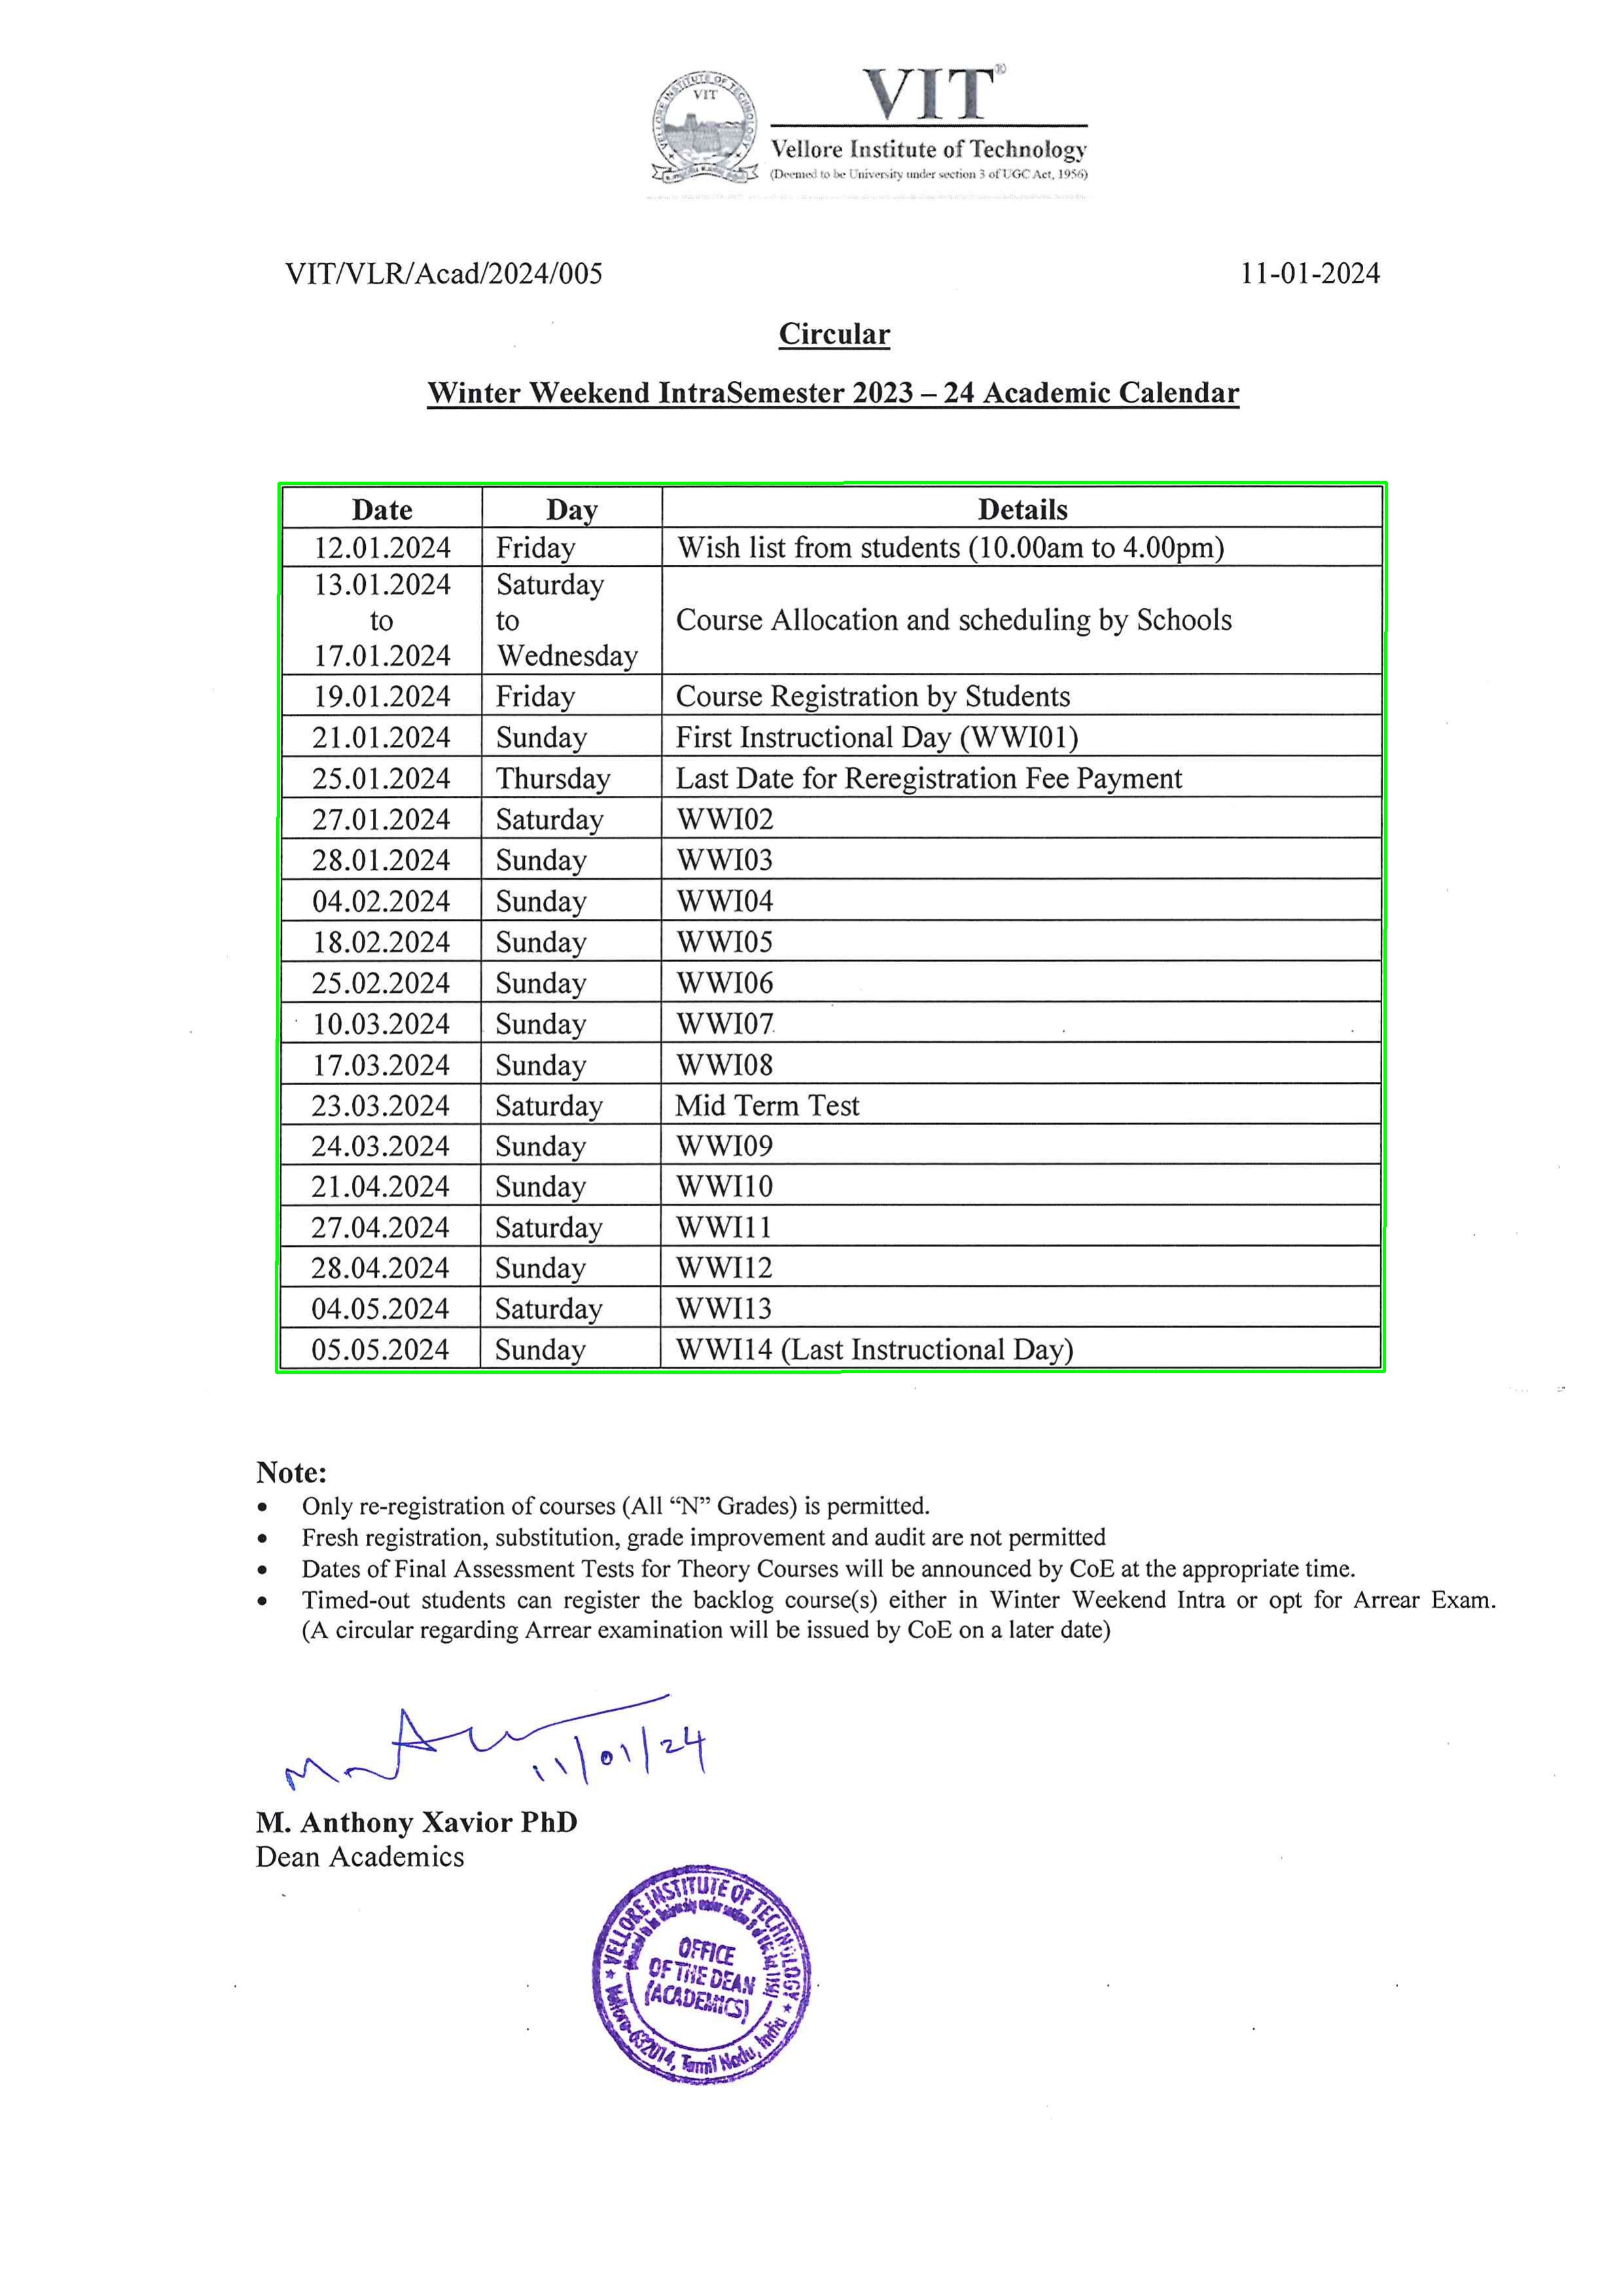 VIT®
VIT
Vellore Institute of Technology
(Deemed to be University under section 3 of UGC Act, 1956)
VIT/VLR/Acad/2024/005 11-01-2024
Circular
Winter Weekend IntraSemester 2023 – 24 Academic Calendar
Date Day Details
12.01.2024 Friday Wish list from students (10.00am to 4.00pm)
13.01.2024 Saturday
to to Course Allocation and scheduling by Schools
17.01.2024 Wednesday
19.01.2024 Friday Course Registration by Students
21.01.2024 Sunday First Instructional Day (WWI01)
25.01.2024 Thursday Last Date for Reregistration Fee Payment
27.01.2024 Saturday WWI02
28.01.2024 Sunday WWI03
04.02.2024 Sunday WWI04
18.02.2024 Sunday WWI05
25.02.2024 Sunday WWI06
10.03.2024 Sunday WWI07
17.03.2024 Sunday WWI08
23.03.2024 Saturday Mid Term Test
24.03.2024 Sunday WWI09
21.04.2024 Sunday WWI10
27.04.2024 Saturday WWI11
28.04.2024 Sunday WWI12
04.05.2024 Saturday WWI13
05.05.2024 Sunday WWI14 (Last Instructional Day)
Note:
• Only re-registration of courses (All “N” Grades) is permitted.
• Fresh registration, substitution, grade improvement and audit are not permitted
• Dates of Final Assessment Tests for Theory Courses will be announced by CoE at the appropriate time.
• Timed-out students can register the backlog course(s) either in Winter Weekend Intra or opt for Arrear Exam.
(A circular regarding Arrear examination will be issued by CoE on a later date)
11/01/24
M. Anthony Xavior PhD
Dean Academics
VELLORE INSTITUTE OF TECHNOLOGY
OFFICE
OF THE DEAN
(ACADEMICS)
Vellore-632014, Tamil Nadu, India